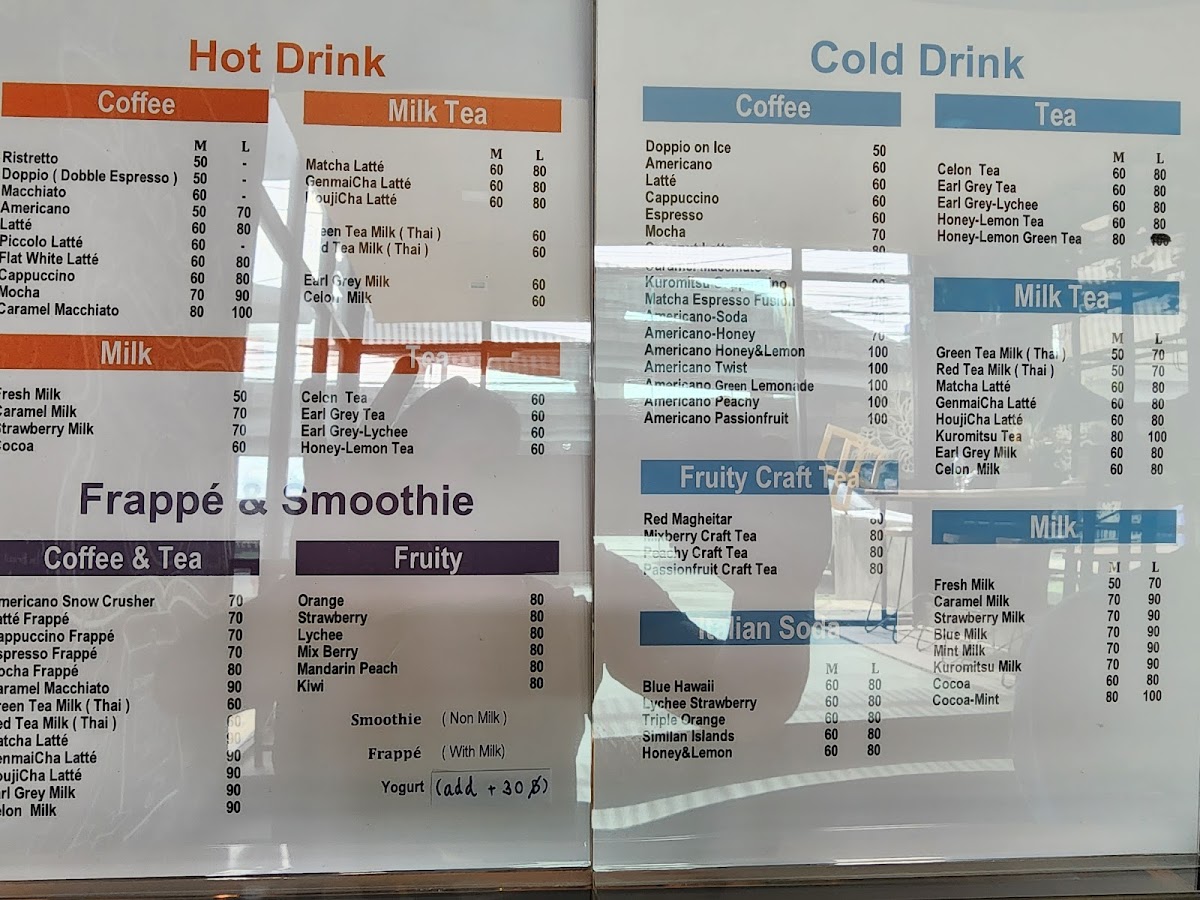 Hot Drink
Coffee
M L
Ristretto 50 -
Doppio ( Dobble Espresso ) 50 -
Macchiato 60 -
Americano 50 70
Latté 60 80
Piccolo Latté 60 -
Flat White Latté 60 80
Cappuccino 60 80
Mocha 70 90
Caramel Macchiato 80 100
Milk Tea
M L
Matcha Latté 60 80
GenmaiCha Latté 60 80
HoujiCha Latté 60 80
Tea Milk ( Thai ) 60
Tea Milk ( Thai ) 60
Earl Grey Milk 60
Celon Milk 60
Milk
Fresh Milk 50
Caramel Milk 70
Strawberry Milk 70
Cocoa 60
Tea
Celon Tea 60
Earl Grey Tea 60
Earl Grey-Lychee 60
Honey-Lemon Tea 60
Frappé & Smoothie
Coffee & Tea
Americano Snow Crusher 70
Latté Frappé 70
Cappuccino Frappé 70
Espresso Frappé 70
Mocha Frappé 80
Caramel Macchiato 90
Green Tea Milk ( Thai ) 60
Red Tea Milk ( Thai ) 60
Matcha Latté 90
GenmaiCha Latté 90
HoujiCha Latté 90
Earl Grey Milk 90
Celon Milk 90
Fruity
Orange 80
Strawberry 80
Lychee 80
Mix Berry 80
Mandarin Peach 80
Kiwi 80
Smoothie ( Non Milk )
Frappé ( With Milk)
Yogurt (add + 30 ฿)
Cold Drink
Coffee
Doppio on Ice 50
Americano 60
Latté 60
Cappuccino 60
Espresso 60
Mocha 70
Latte 80
Caramel Macchiato
Kuromitsu
Matcha Espresso Fusion
Americano-Soda
Americano-Honey 70
Americano Honey&Lemon 100
Americano Twist 100
Americano Green Lemonade 100
Americano Peachy 100
Americano Passionfruit 100
Fruity Craft Tea
Red Magheitar 80
Mixberry Craft Tea 80
Peachy Craft Tea 80
Passionfruit Craft Tea 80
Italian Soda
M L
Blue Hawaii 60 80
Lychee Strawberry 60 80
Triple Orange 60 80
Similan Islands 60 80
Honey&Lemon 60 80
Tea
M L
Celon Tea 60 80
Earl Grey Tea 60 80
Earl Grey-Lychee 60 80
Honey-Lemon Tea 60 80
Honey-Lemon Green Tea 80
Milk Tea
M L
Green Tea Milk ( Thai ) 50 70
Red Tea Milk ( Thai ) 50 70
Matcha Latté 60 80
GenmaiCha Latté 60 80
HoujiCha Latté 60 80
Kuromitsu Tea 80 100
Earl Grey Milk 60 80
Celon Milk 60 80
Milk
M L
Fresh Milk 50 70
Caramel Milk 70 90
Strawberry Milk 70 90
Blue Milk 70 90
Mint Milk 70 90
Kuromitsu Milk 70 90
Cocoa 60 80
Cocoa-Mint 80 100